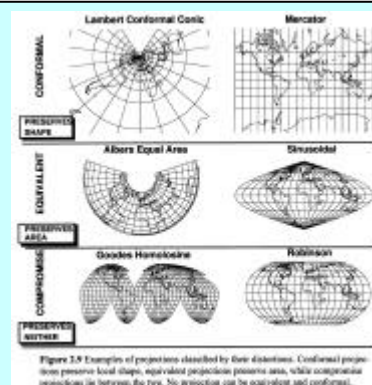 Lambert Conformal Conic
Mercator
CONFORMAL
PRESERVES
SHAPE
Albers Equal Area
Sinusoidal
EQUIVALENT
PRESERVES
AREA
Goodes Homolosine
Robinson
COMPROMISE
PRESERVES
NEITHER
Figure 2.9 Examples of projections classified by their distortions. Conformal projec-
tions preserve local shape, equivalent projections preserve area, while compromise
projections lie between the two. No projection can be equivalent and conformal.